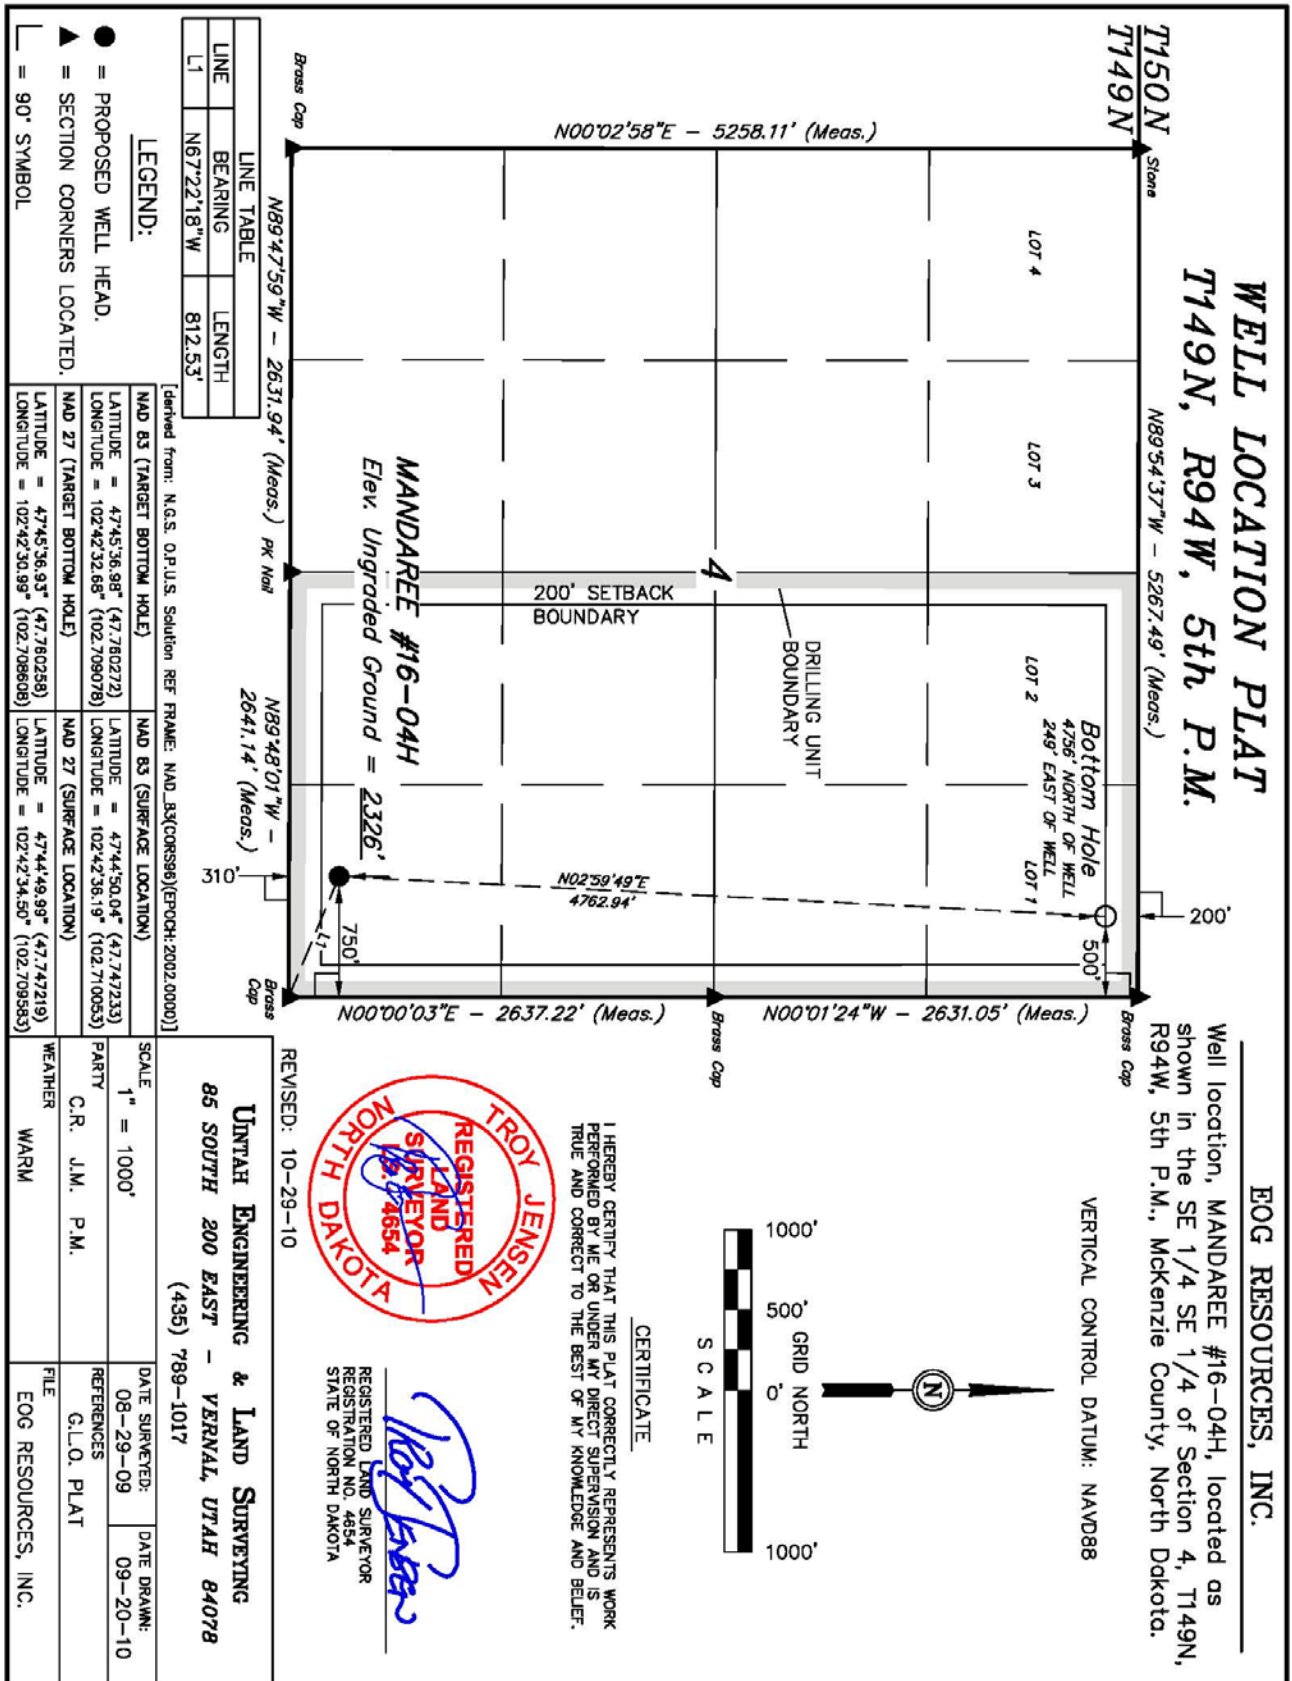 WELL LOCATION PLAT
T149N, R94W, 5th P.M.
T150N
T149N
Stone
N89°54'37"W - 5267.49' (Meas.)
Brass Cap
N00°02'58"E - 5258.11' (Meas.)
LOT 4
LOT 3
LOT 2
LOT 1
Bottom Hole
4756' NORTH OF WELL
249' EAST OF WELL
200'
500'
DRILLING UNIT
BOUNDARY
4
200' SETBACK
BOUNDARY
N00°01'24"W - 2631.05' (Meas.)
Brass Cap
N02°59'49"E
4762.94'
N00°00'03"E - 2637.22' (Meas.)
MANDAREE #16-04H
Elev. Ungraded Ground = 2326'
750'
L1
310'
Brass Cap
N89°47'59"W - 2631.94' (Meas.)
PK Nail
N89°48'01"W -
2641.14' (Meas.)
Brass
Cap
LINE TABLE
LINE BEARING LENGTH
L1 N67°22'18"W 812.53'
LEGEND:
= PROPOSED WELL HEAD.
= SECTION CORNERS LOCATED.
= 90° SYMBOL
[derived from: N.G.S. O.P.U.S. Solution REF FRAME: NAD_83(CORS96)(EPOCH:2002.0000)]
NAD 83 (TARGET BOTTOM HOLE)
LATITUDE = 47°45'36.98" (47.760272)
LONGITUDE = 102°42'32.68" (102.709078)
NAD 27 (TARGET BOTTOM HOLE)
LATITUDE = 47°45'36.93" (47.760258)
LONGITUDE = 102°42'30.99" (102.708608)
NAD 83 (SURFACE LOCATION)
LATITUDE = 47°44'50.04" (47.747233)
LONGITUDE = 102°42'36.19" (102.710053)
NAD 27 (SURFACE LOCATION)
LATITUDE = 47°44'49.99" (47.747219)
LONGITUDE = 102°42'34.50" (102.709583)
EOG RESOURCES, INC.
Well location, MANDAREE #16-04H, located as
shown in the SE 1/4 SE 1/4 of Section 4, T149N,
R94W, 5th P.M., McKenzie County, North Dakota.
VERTICAL CONTROL DATUM: NAVD88
N
GRID NORTH
1000' 500' 0' 1000'
SCALE
CERTIFICATE
I HEREBY CERTIFY THAT THIS PLAT CORRECTLY REPRESENTS WORK
PERFORMED BY ME OR UNDER MY DIRECT SUPERVISION AND IS
TRUE AND CORRECT TO THE BEST OF MY KNOWLEDGE AND BELIEF.
TROY JENSEN
REGISTERED
LAND
SURVEYOR
4654
NORTH DAKOTA
Troy Jensen
REGISTERED LAND SURVEYOR
REGISTRATION NO. 4654
STATE OF NORTH DAKOTA
REVISED: 10-29-10
UINTAH ENGINEERING & LAND SURVEYING
85 SOUTH 200 EAST - VERNAL, UTAH 84078
(435) 789-1017
SCALE
1" = 1000'
DATE SURVEYED:
08-29-09
DATE DRAWN:
09-20-10
PARTY
C.R. J.M. P.M.
REFERENCES
G.L.O. PLAT
WEATHER
WARM
FILE
EOG RESOURCES, INC.